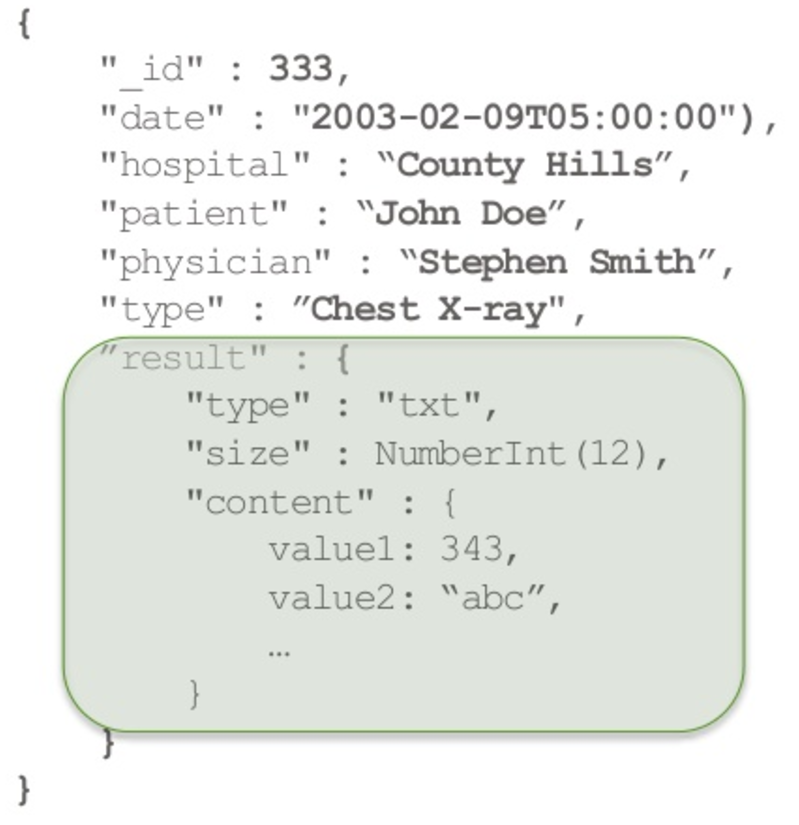 {
"_id" : 333,
"date" : "2003-02-09T05:00:00"),
"hospital" : “County Hills”,
"patient" : “John Doe”,
"physician" : “Stephen Smith”,
"type" : ”Chest X-ray",
”result" : {
"type" : "txt",
"size" : NumberInt(12),
"content" : {
value1: 343,
value2: “abc”,
…
}
}
}